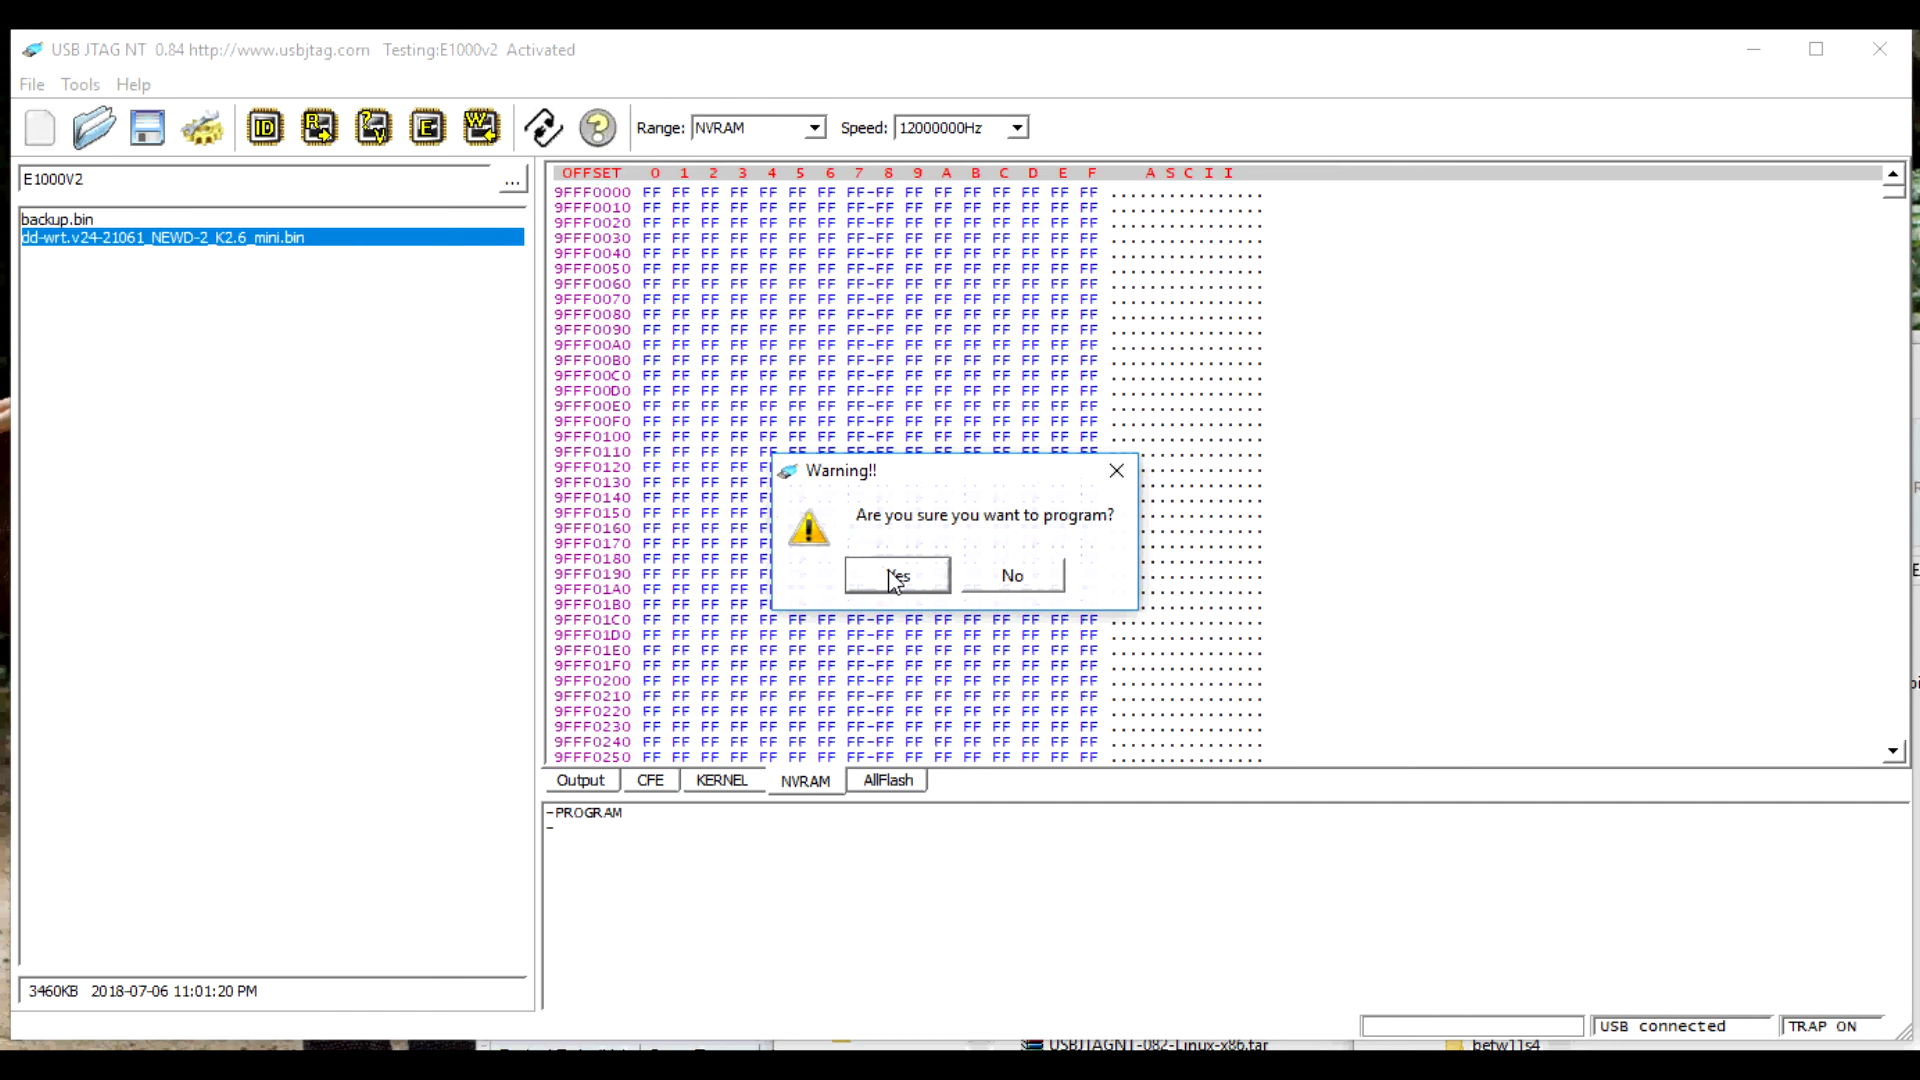 USB JTAG NT 0.84 http://www.usbjtag.com Testing:E1000v2 Activated
File Tools Help
ID R E W Range: NVRAM Speed: 12000000Hz
E1000V2 ...
backup.bin
dd-wrt.v24-21061_NEWD-2_K2.6_mini.bin
3460KB 2018-07-06 11:01:20 PM
OFFSET 0 1 2 3 4 5 6 7 8 9 A B C D E F A S C I I
9FFF0000 FF FF FF FF FF FF FF FF-FF FF FF FF FF FF FF FF ................
9FFF0010 FF FF FF FF FF FF FF FF-FF FF FF FF FF FF FF FF ................
9FFF0020 FF FF FF FF FF FF FF FF-FF FF FF FF FF FF FF FF ................
9FFF0030 FF FF FF FF FF FF FF FF-FF FF FF FF FF FF FF FF ................
9FFF0040 FF FF FF FF FF FF FF FF-FF FF FF FF FF FF FF FF ................
9FFF0050 FF FF FF FF FF FF FF FF-FF FF FF FF FF FF FF FF ................
9FFF0060 FF FF FF FF FF FF FF FF-FF FF FF FF FF FF FF FF ................
9FFF0070 FF FF FF FF FF FF FF FF-FF FF FF FF FF FF FF FF ................
9FFF0080 FF FF FF FF FF FF FF FF-FF FF FF FF FF FF FF FF ................
9FFF0090 FF FF FF FF FF FF FF FF-FF FF FF FF FF FF FF FF ................
9FFF00A0 FF FF FF FF FF FF FF FF-FF FF FF FF FF FF FF FF ................
9FFF00B0 FF FF FF FF FF FF FF FF-FF FF FF FF FF FF FF FF ................
9FFF00C0 FF FF FF FF FF FF FF FF-FF FF FF FF FF FF FF FF ................
9FFF00D0 FF FF FF FF FF FF FF FF-FF FF FF FF FF FF FF FF ................
9FFF00E0 FF FF FF FF FF FF FF FF-FF FF FF FF FF FF FF FF ................
9FFF00F0 FF FF FF FF FF FF FF FF-FF FF FF FF FF FF FF FF ................
9FFF0100 FF FF FF FF FF FF FF FF-FF FF FF FF FF FF FF FF ................
9FFF0110 FF FF FF FF FF FF FF FF-FF FF FF FF FF FF FF FF ................
9FFF0120 FF FF FF FF
9FFF0130 FF FF FF FF
9FFF0140 FF FF FF FF
9FFF0150 FF FF FF FF
9FFF0160 FF FF FF FF
9FFF0170 FF FF FF FF
9FFF0180 FF FF FF FF
9FFF0190 FF FF FF FF
9FFF01A0 FF FF FF FF
9FFF01B0 FF FF FF FF
9FFF01C0 FF FF FF FF FF FF FF FF-FF FF FF FF FF FF FF FF ................
9FFF01D0 FF FF FF FF FF FF FF FF-FF FF FF FF FF FF FF FF ................
9FFF01E0 FF FF FF FF FF FF FF FF-FF FF FF FF FF FF FF FF ................
9FFF01F0 FF FF FF FF FF FF FF FF-FF FF FF FF FF FF FF FF ................
9FFF0200 FF FF FF FF FF FF FF FF-FF FF FF FF FF FF FF FF ................
9FFF0210 FF FF FF FF FF FF FF FF-FF FF FF FF FF FF FF FF ................
9FFF0220 FF FF FF FF FF FF FF FF-FF FF FF FF FF FF FF FF ................
9FFF0230 FF FF FF FF FF FF FF FF-FF FF FF FF FF FF FF FF ................
9FFF0240 FF FF FF FF FF FF FF FF-FF FF FF FF FF FF FF FF ................
9FFF0250 FF FF FF FF FF FF FF FF-FF FF FF FF FF FF FF FF ................
Warning!!
Are you sure you want to program?
Yes No
Output CFE KERNEL NVRAM AllFlash
-PROGRAM
-
USB connected TRAP ON
USBJTAGNT-082-Linux-x86.tar